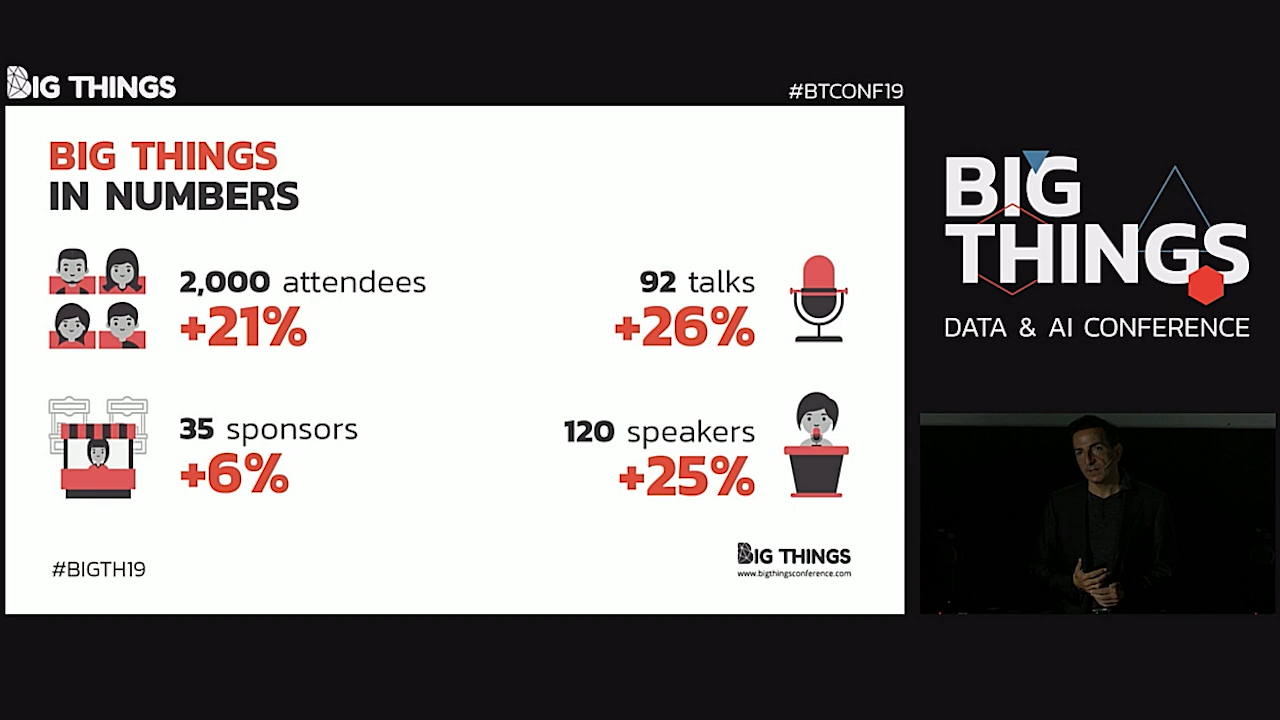 BIG THINGS
#BTCONF19
BIG THINGS
IN NUMBERS
2,000 attendees
+21%
92 talks
+26%
35 sponsors
+6%
120 speakers
+25%
#BIGTH19
BIG THINGS
www.bigthingsconference.com
BIG
THINGS
DATA & AI CONFERENCE